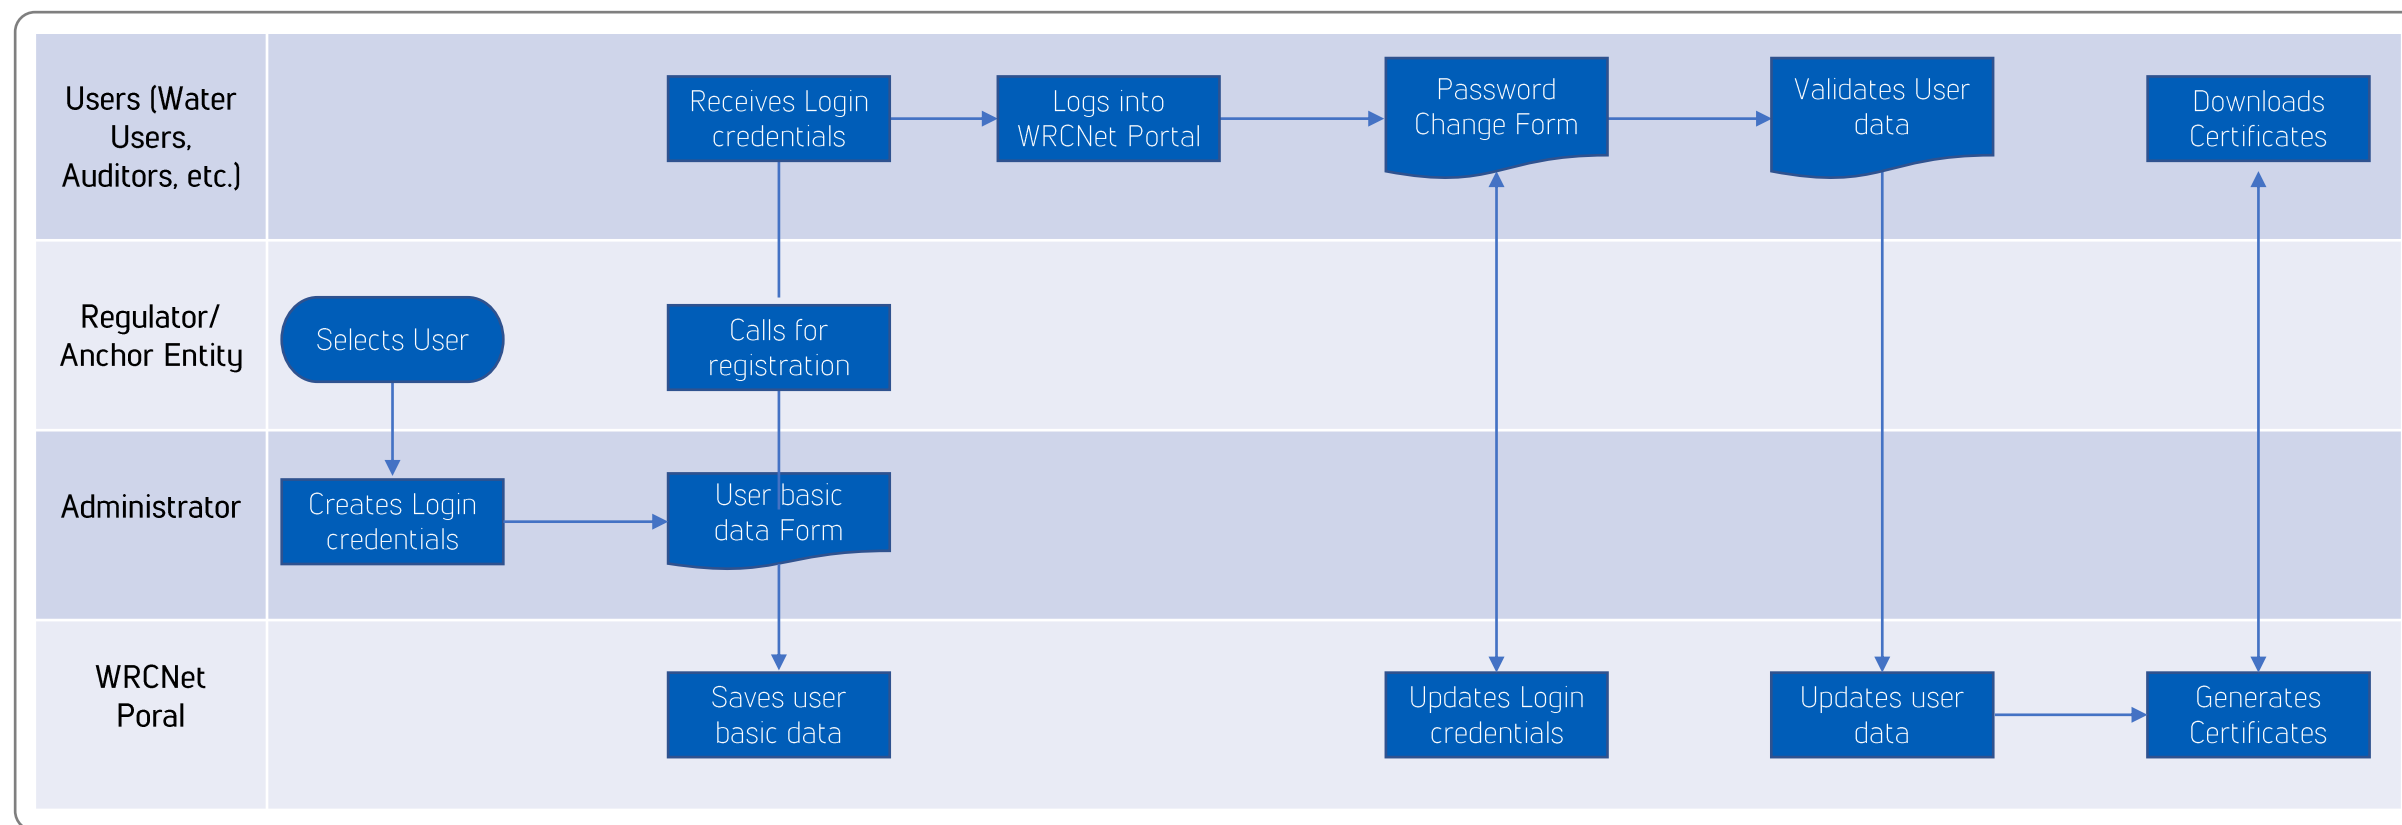 Users (Water
Users,
Auditors, etc.)
Receives Login
credentials
Logs into
WRCNet Portal
Password
Change Form
Validates User
data
Downloads
Certificates
Regulator/
Anchor Entity
Selects User
Calls for
registration
Administrator
Creates Login
credentials
User basic
data Form
WRCNet
Poral
Saves user
basic data
Updates Login
credentials
Updates user
data
Generates
Certificates